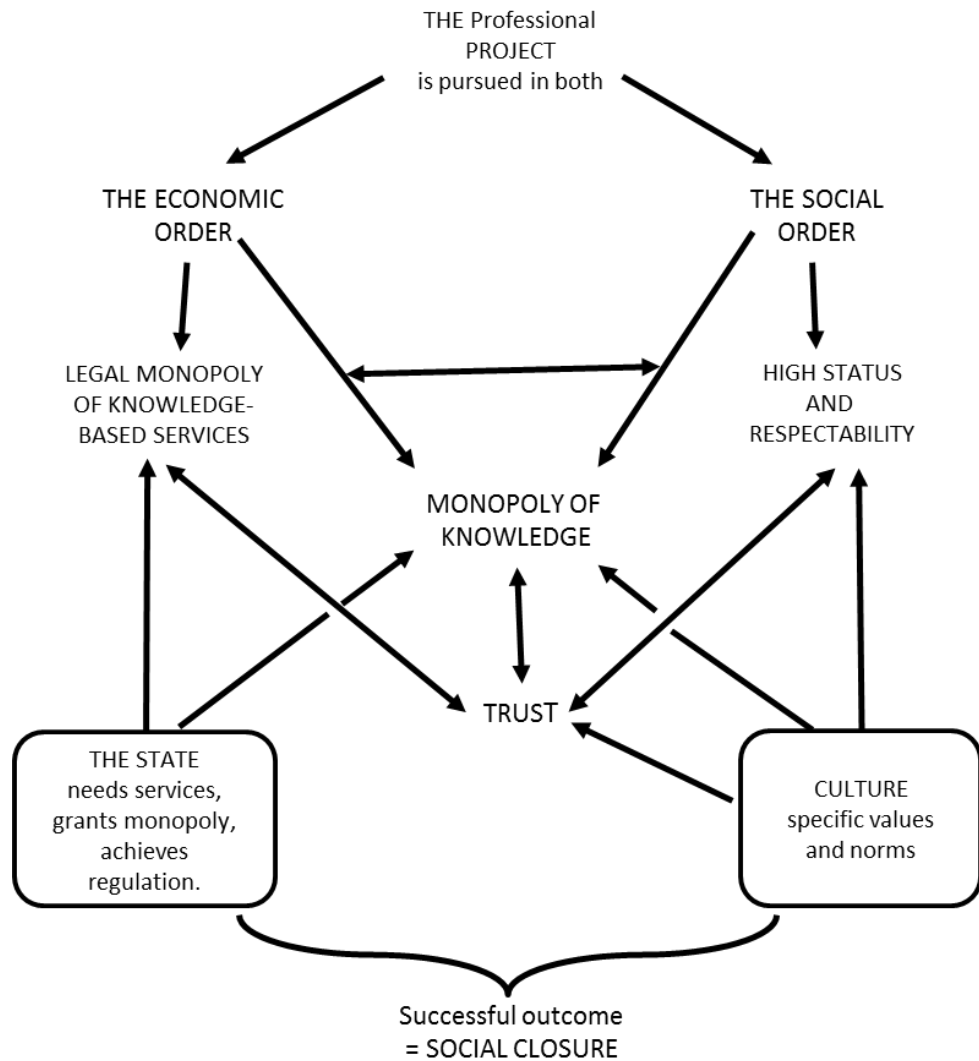 THE Professional
PROJECT
is pursued in both
THE ECONOMIC
ORDER
THE SOCIAL
ORDER
LEGAL MONOPOLY
OF KNOWLEDGE-
BASED SERVICES
HIGH STATUS
AND
RESPECTABILITY
MONOPOLY OF
KNOWLEDGE
TRUST
THE STATE
needs services,
grants monopoly,
achieves
regulation.
CULTURE
specific values
and norms
Successful outcome
= SOCIAL CLOSURE